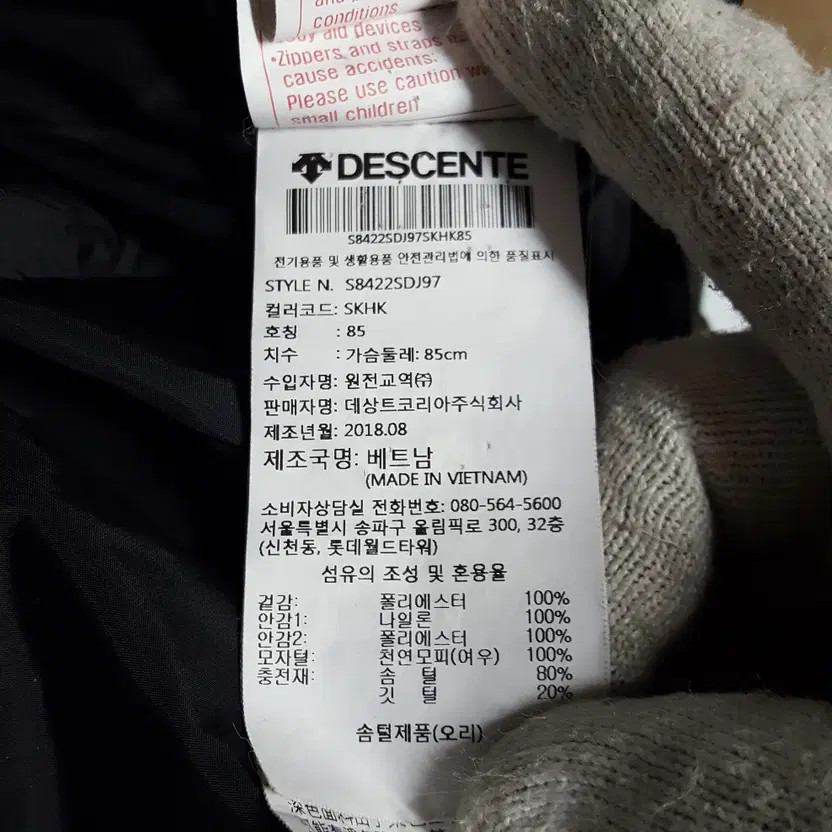 conditions
aid devices
•Zippers and straps
cause accidents.
Please use caution
small children
DESCENTE
S8422SDJ97SKHK85
전기용품 및 생활용품 안전관리법에 의한 품질표시
STYLE N. S8422SDJ97
컬러코드: SKHK
호칭 : 85
치수 : 가슴둘레: 85cm
수입자명: 원전교역㈜
판매자명: 데상트코리아주식회사
제조년월: 2018.08
제조국명: 베트남
(MADE IN VIETNAM)
소비자상담실 전화번호: 080-564-5600
서울특별시 송파구 올림픽로 300, 32층
(신천동, 롯데월드타워)
섬유의 조성 및 혼용율
겉감: 폴리에스터 100%
안감1: 나일론 100%
안감2: 폴리에스터 100%
모자털: 천연모피(여우) 100%
충전재: 솜 털 80%
깃 털 20%
솜털제품(오리)
深色面料由于